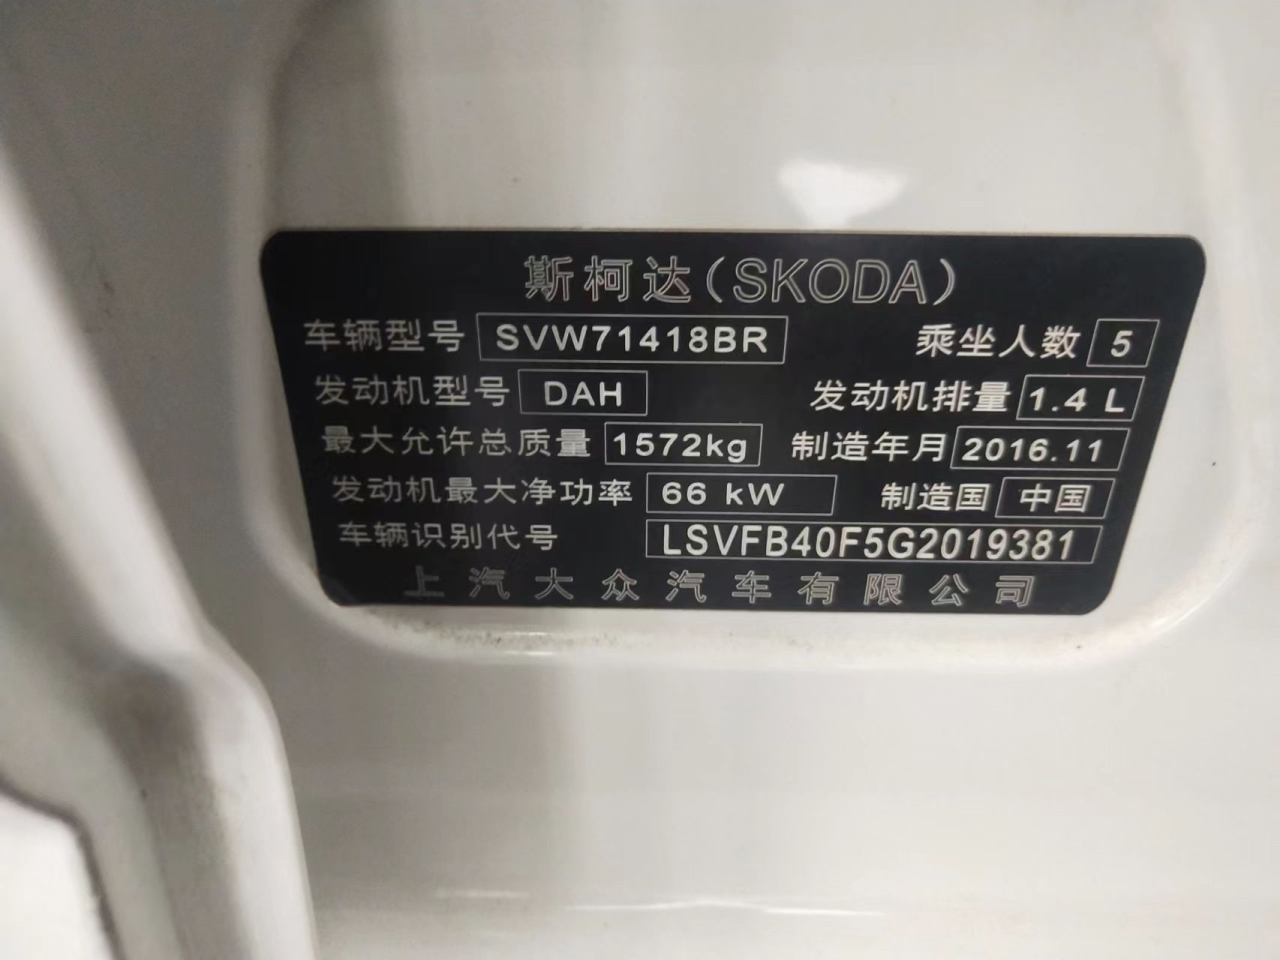 斯柯达(SKODA)
车辆型号 SVW71418BR 乘坐人数 5
发动机型号 DAH 发动机排量 1.4 L
最大允许总质量 1572kg 制造年月 2016.11
发动机最大净功率 66 kW 制造国 中国
车辆识别代号 LSVFB40F5G2019381
上汽大众汽车有限公司